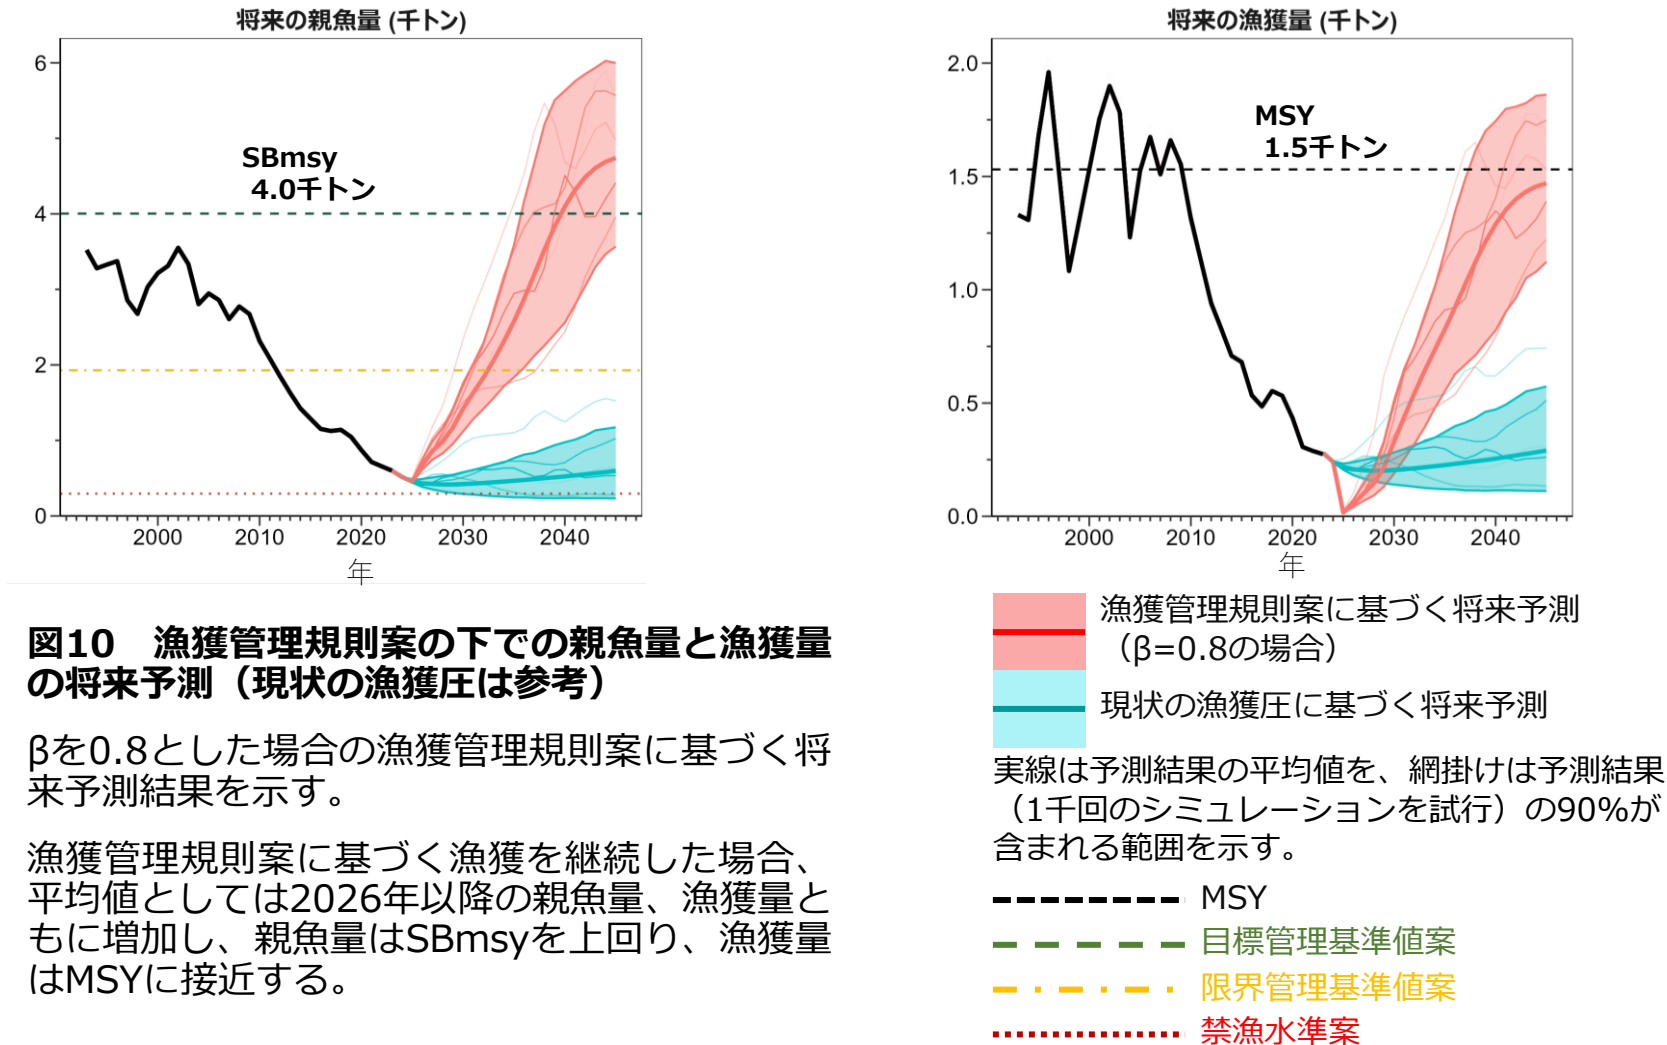 将来の親魚量 (千トン)
6
4
2
0
SBmsy
4.0千トン
2000 2010 2020 2030 2040
年
将来の漁獲量 (千トン)
2.0
1.5
1.0
0.5
0.0
MSY
1.5千トン
2000 2010 2020 2030 2040
年
図10　漁獲管理規則案の下での親魚量と漁獲量
の将来予測（現状の漁獲圧は参考）
βを0.8とした場合の漁獲管理規則案に基づく将
来予測結果を示す。
漁獲管理規則案に基づく漁獲を継続した場合、
平均値としては2026年以降の親魚量、漁獲量と
もに増加し、親魚量はSBmsyを上回り、漁獲量
はMSYに接近する。
漁獲管理規則案に基づく将来予測
（β=0.8の場合）
現状の漁獲圧に基づく将来予測
実線は予測結果の平均値を、網掛けは予測結果
（1千回のシミュレーションを試行）の90%が
含まれる範囲を示す。
MSY
目標管理基準値案
限界管理基準値案
禁漁水準案